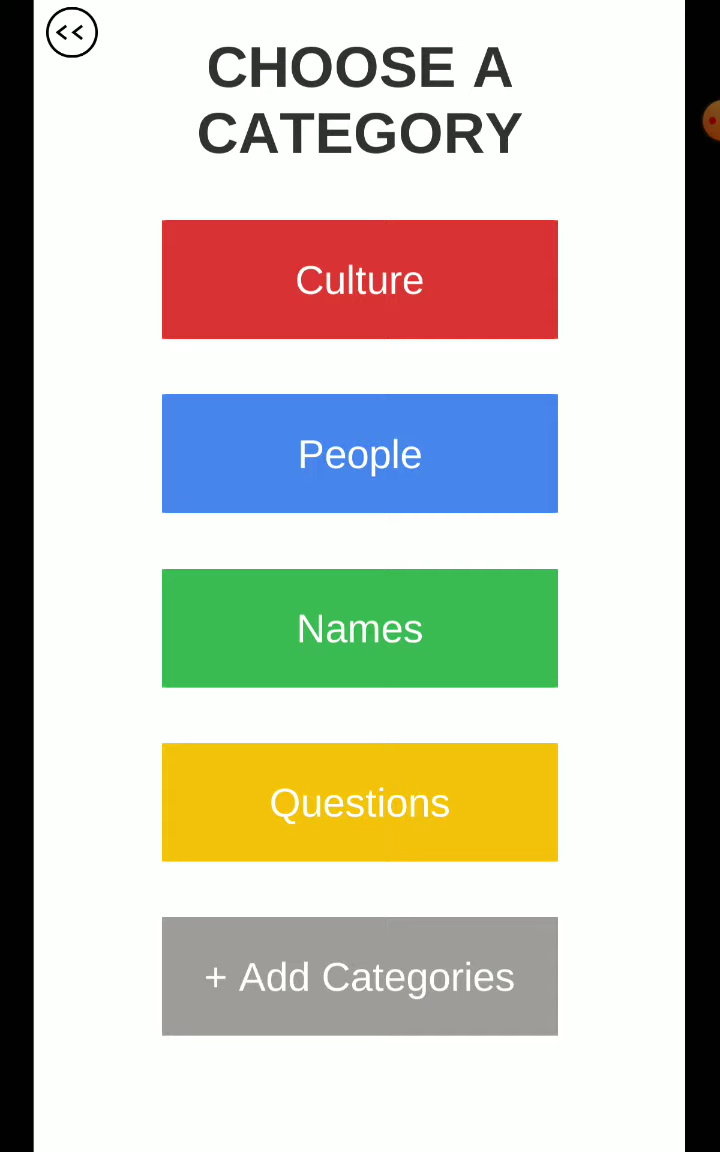 <<
CHOOSE A
CATEGORY
Culture
People
Names
Questions
+ Add Categories